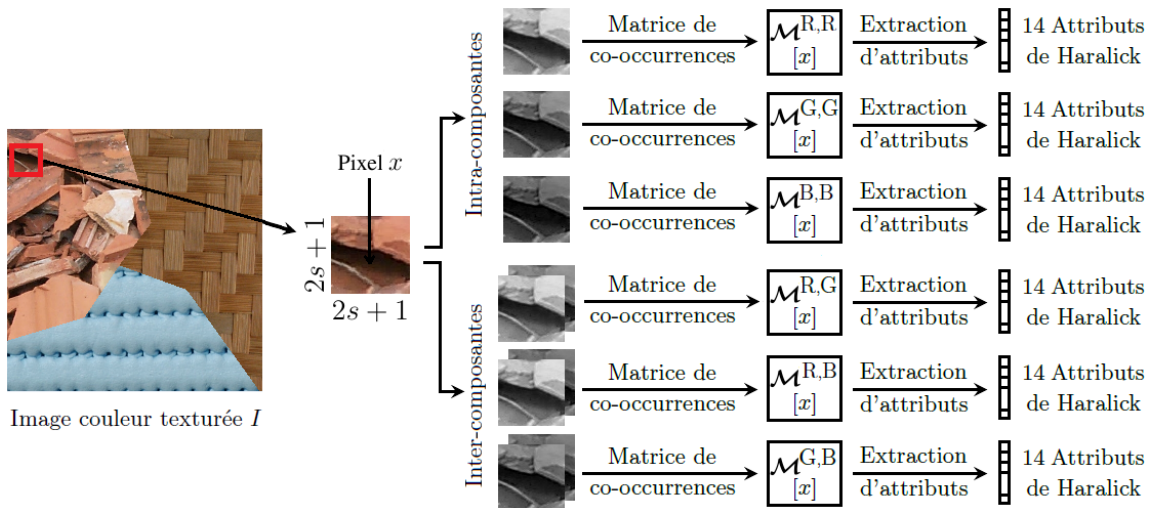 Image couleur texturée I
Pixel x
2s + 1
2s + 1
Intra-composantes
Matrice de
co-occurrences
M^R,R
[x]
Extraction
d'attributs
14 Attributs
de Haralick
Matrice de
co-occurrences
M^G,G
[x]
Extraction
d'attributs
14 Attributs
de Haralick
Matrice de
co-occurrences
M^B,B
[x]
Extraction
d'attributs
14 Attributs
de Haralick
Inter-composantes
Matrice de
co-occurrences
M^R,G
[x]
Extraction
d'attributs
14 Attributs
de Haralick
Matrice de
co-occurrences
M^R,B
[x]
Extraction
d'attributs
14 Attributs
de Haralick
Matrice de
co-occurrences
M^G,B
[x]
Extraction
d'attributs
14 Attributs
de Haralick